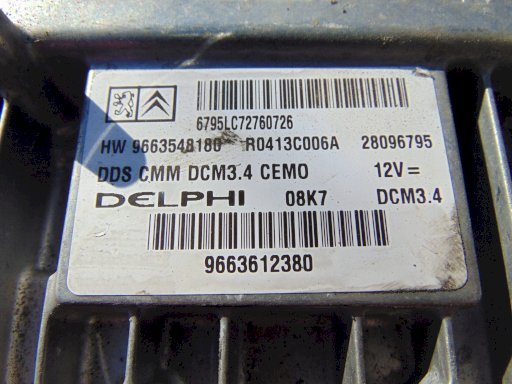 6795LC72760726
HW 9663548180 R0413C006A 28096795
DDS CMM DCM3.4 CEMO 12V=
DELPHI 08K7 DCM3.4
9663612380